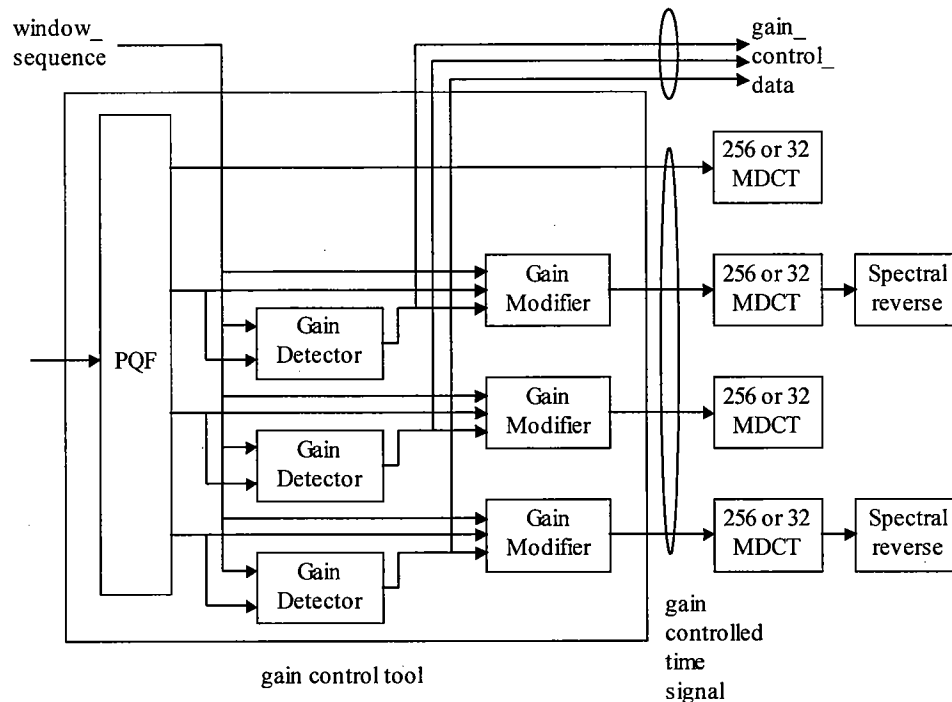 window_
sequence
gain_
control_
data
256 or 32
MDCT
Gain
Modifier
256 or 32
MDCT
Spectral
reverse
Gain
Detector
PQF
Gain
Modifier
256 or 32
MDCT
Gain
Detector
Gain
Modifier
256 or 32
MDCT
Spectral
reverse
Gain
Detector
gain
controlled
time
signal
gain control tool